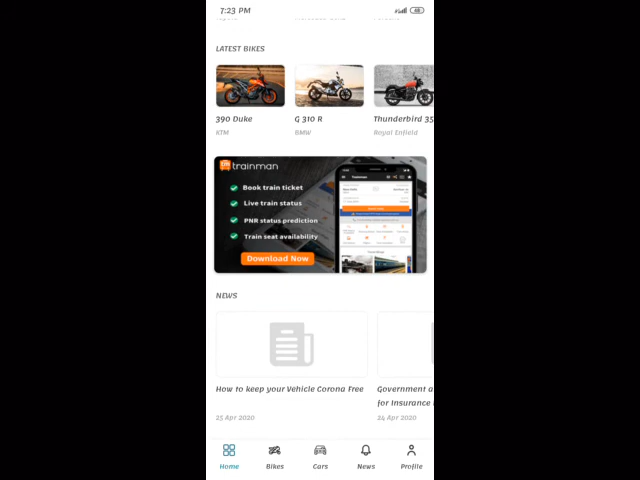 7:23 PM
68
LATEST BIKES
390 Duke
G 310 R
Thunderbird 35
KTM
BMW
Royal Enfield
trainman
Book train ticket
Live train status
PNR status prediction
Train seat availability
Download Now
Trainman
NEWS
How to keep your Vehicle Corona Free
Government a
for Insurance
25 Apr 2020
24 Apr 2020
Home
Bikes
Cars
News
Profile